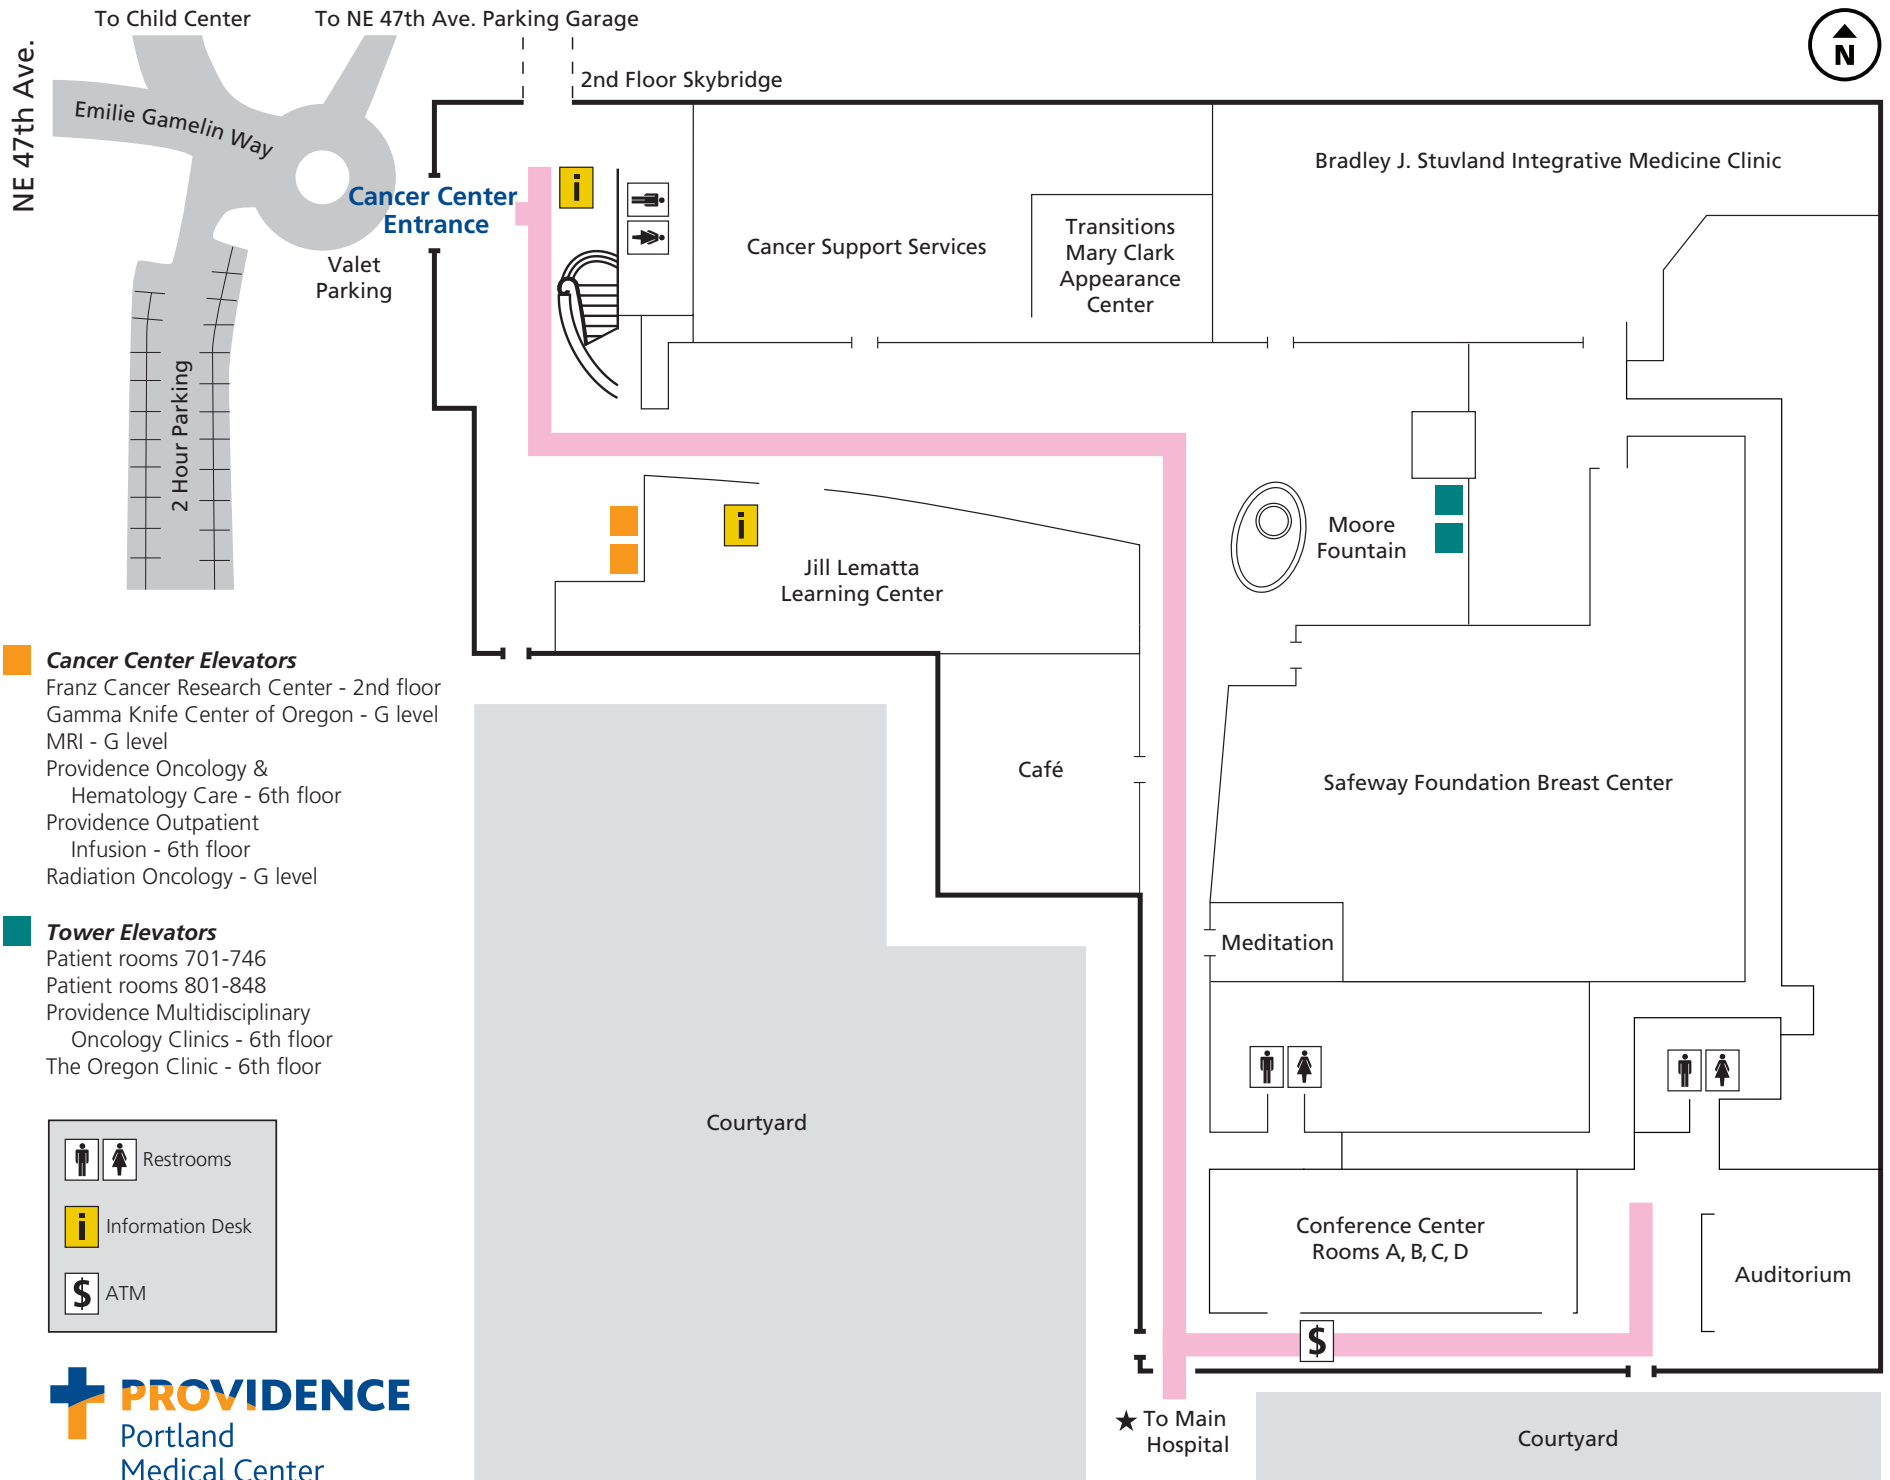 To Child Center
To NE 47th Ave. Parking Garage
N
NE 47th Ave.
2nd Floor Skybridge
Emilie Gamelin Way
Cancer Center
Entrance
i
Valet
Parking
2 Hour Parking
Cancer Support Services
Transitions
Mary Clark
Appearance
Center
Bradley J. Stuvland Integrative Medicine Clinic
i
Jill Lematta
Learning Center
Moore
Fountain
Café
Safeway Foundation Breast Center
Meditation
Courtyard
Conference Center
Rooms A, B, C, D
Auditorium
$
★ To Main
Hospital
Courtyard
Cancer Center Elevators
Franz Cancer Research Center - 2nd floor
Gamma Knife Center of Oregon - G level
MRI - G level
Providence Oncology &
Hematology Care - 6th floor
Providence Outpatient
Infusion - 6th floor
Radiation Oncology - G level
Tower Elevators
Patient rooms 701-746
Patient rooms 801-848
Providence Multidisciplinary
Oncology Clinics - 6th floor
The Oregon Clinic - 6th floor
Restrooms
i Information Desk
$ ATM
PROVIDENCE
Portland
Medical Center